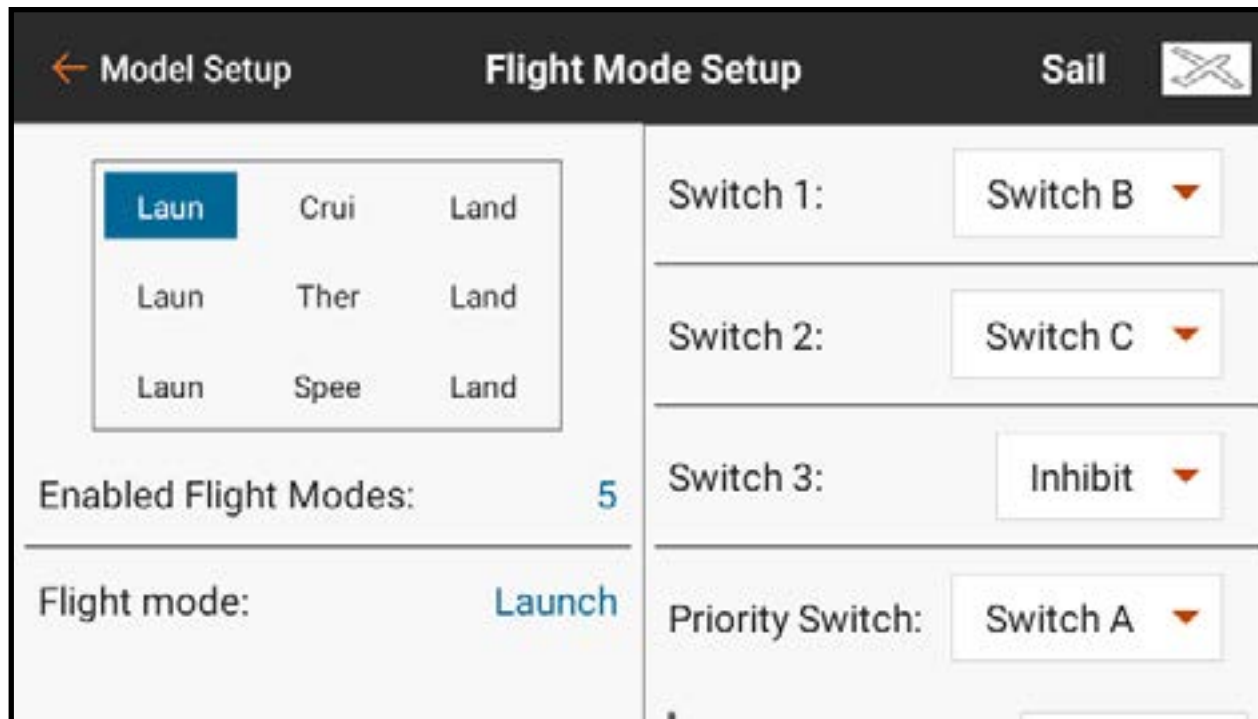 Model Setup Flight Mode Setup Sail
Laun Crui Land
Laun Ther Land
Laun Spee Land
Enabled Flight Modes: 5
Flight mode: Launch
Switch 1: Switch B
Switch 2: Switch C
Switch 3: Inhibit
Priority Switch: Switch A